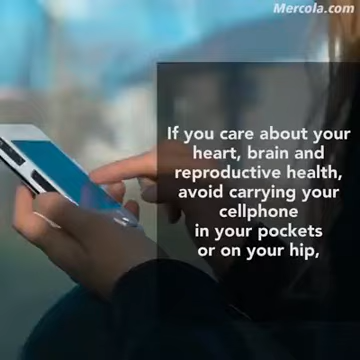 Mercola.com
If you care about your
heart, brain and
reproductive health,
avoid carrying your
cellphone
in your pockets
or on your hip,